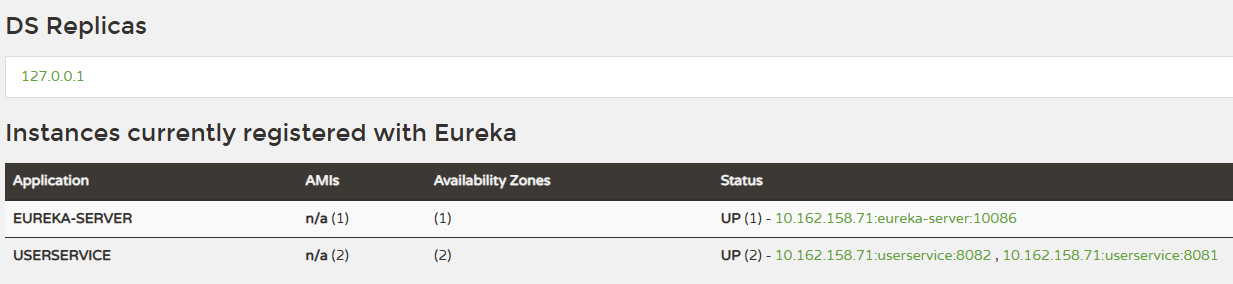 DS Replicas
127.0.0.1
Instances currently registered with Eureka
Application AMIs Availability Zones Status
EUREKA-SERVER n/a (1) (1) UP (1) - 10.162.158.71:eureka-server:10086
USERSERVICE n/a (2) (2) UP (2) - 10.162.158.71:userservice:8082 , 10.162.158.71:userservice:8081